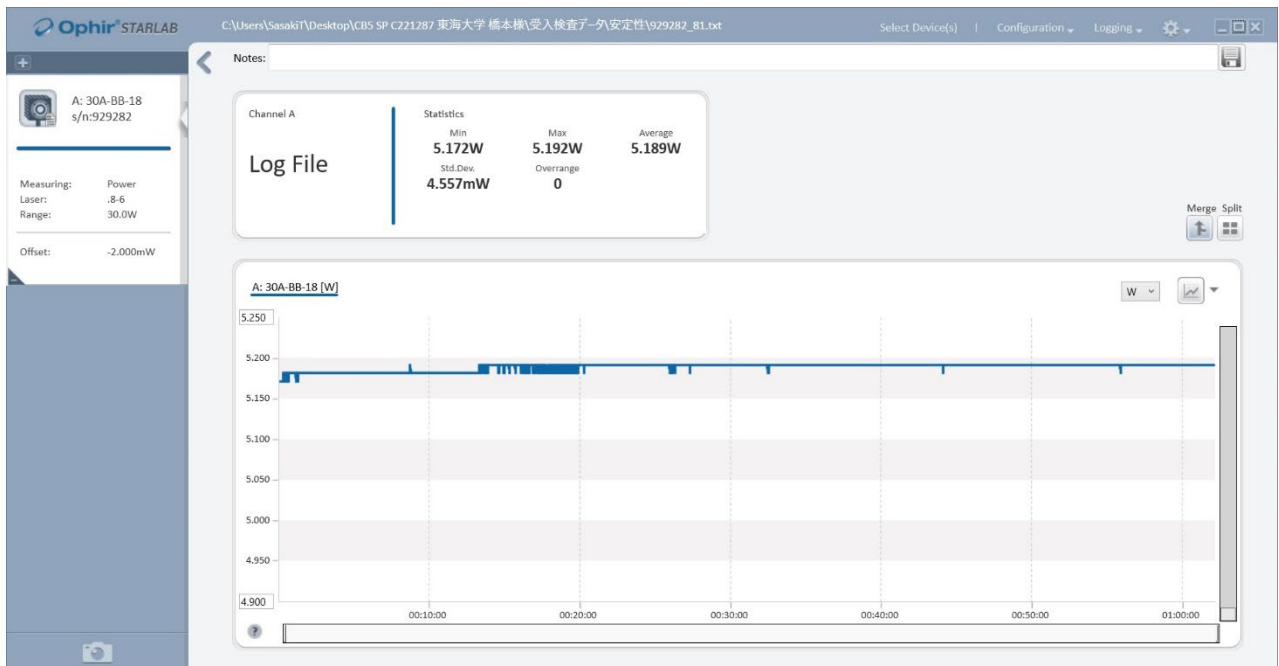 Ophir® STARLAB
C:\Users\SasakiT\Desktop\CB5 SP C221287 東海大学 橋本様\受入検査データ\安定性\929282_81.txt
Select Device(s) | Configuration Logging
Notes:
A: 30A-BB-18
s/n:929282
Measuring: Power
Laser: .8-6
Range: 30.0W
Offset: -2.000mW
Channel A
Log File
Statistics
Min Max Average
5.172W 5.192W 5.189W
Std.Dev. Overrange
4.557mW 0
Merge Split
A: 30A-BB-18 [W]
W
5.250
5.200
5.150
5.100
5.050
5.000
4.950
4.900
00:10:00 00:20:00 00:30:00 00:40:00 00:50:00 01:00:00
?